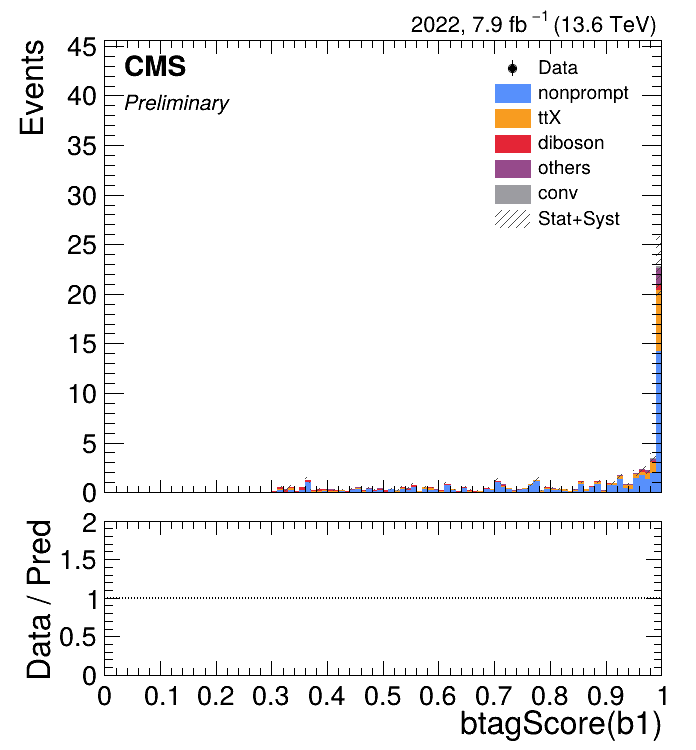 2022, 7.9 fb⁻¹ (13.6 TeV)
Events
45
40
35
30
25
20
15
10
5
0
CMS
Preliminary
Data
nonprompt
ttX
diboson
others
conv
Stat+Syst
Data / Pred
2
1.5
1
0.5
0
0 0.1 0.2 0.3 0.4 0.5 0.6 0.7 0.8 0.9 1
btagScore(b1)